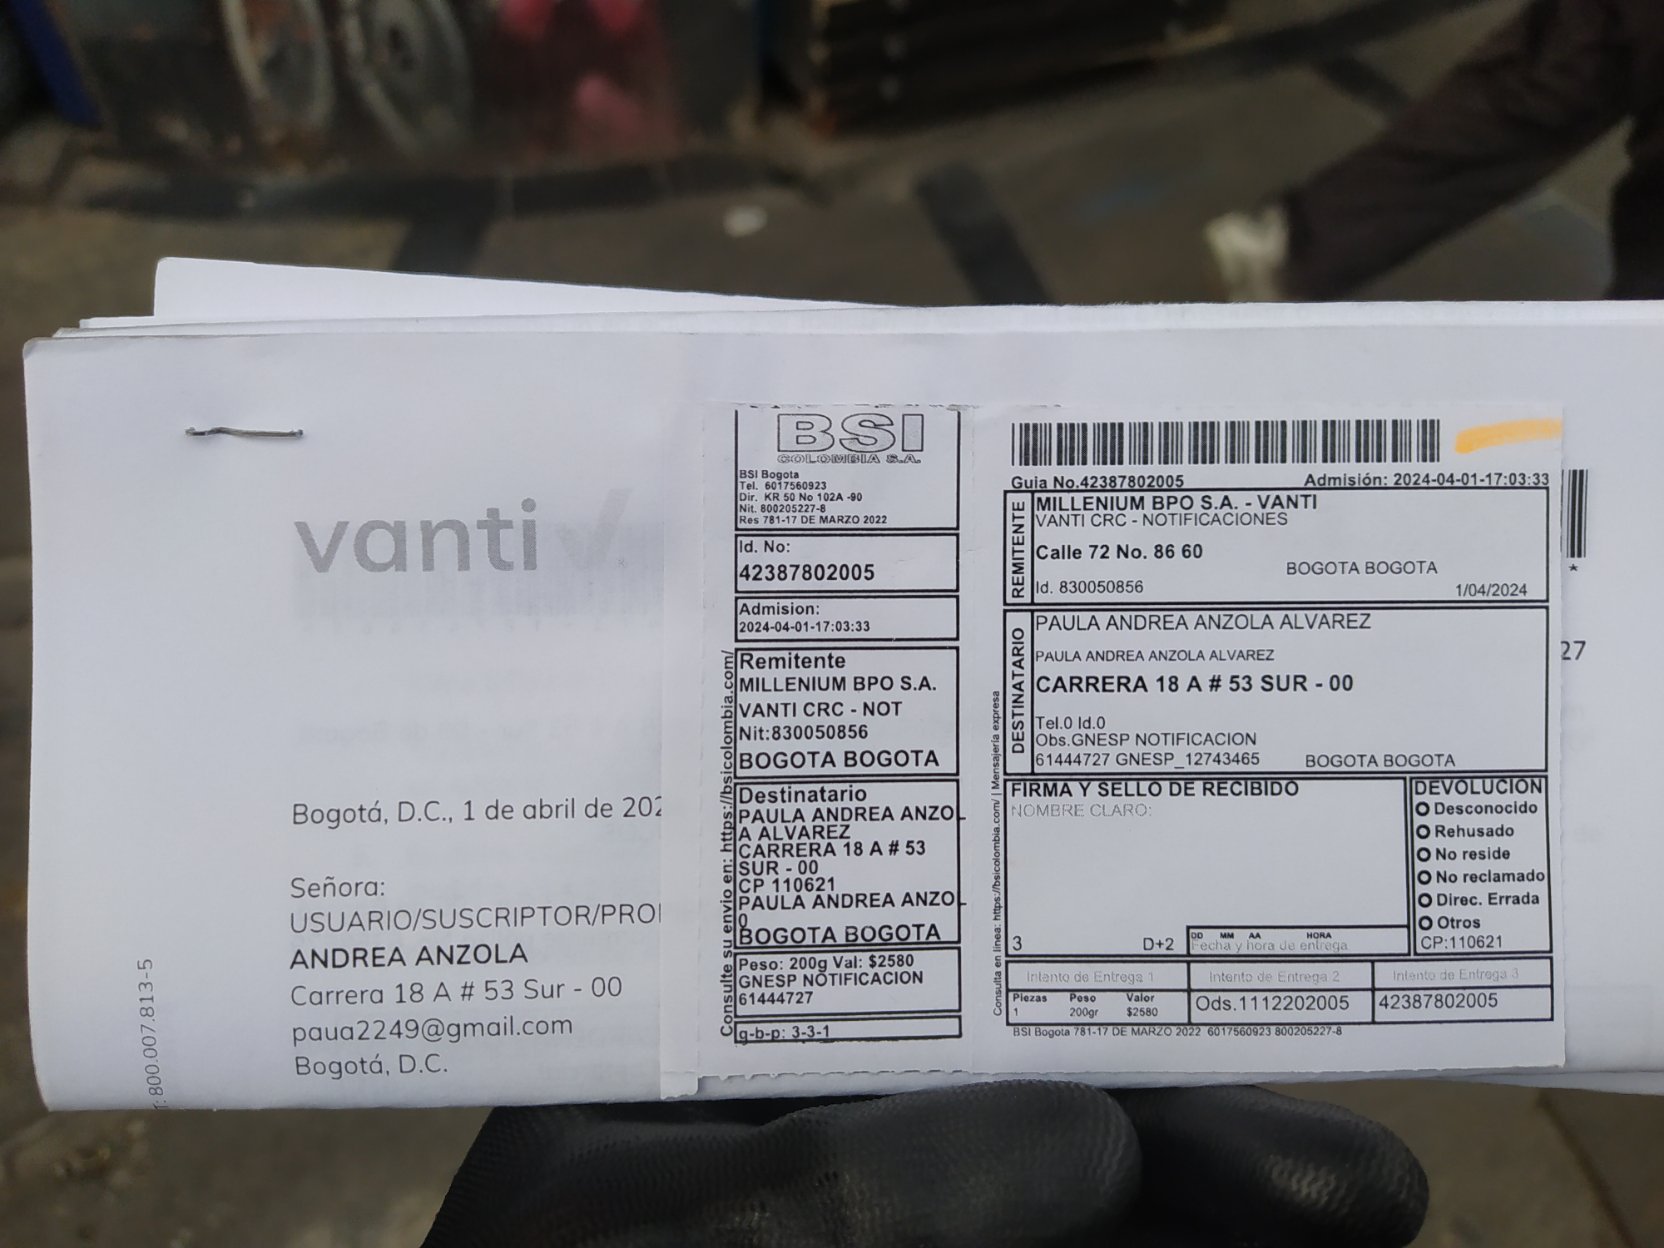 vanti
Bogotá, D.C., 1 de abril de 202
Señora:
USUARIO/SUSCRIPTOR/PROI
ANDREA ANZOLA
Carrera 18 A # 53 Sur - 00
paua2249@gmail.com
Bogotá, D.C.
T: 800.007.813-5
BSI
COLOMBIA S.A.
BSI Bogota
Tel. 6017560923
Dir. KR 50 No 102A -90
Nit. 800205227-8
Res 781-17 DE MARZO 2022
Id. No:
42387802005
Admision:
2024-04-01-17:03:33
Remitente
MILLENIUM BPO S.A.
VANTI CRC - NOT
Nit:830050856
BOGOTA BOGOTA
Destinatario
PAULA ANDREA ANZOL
A ALVAREZ
CARRERA 18 A # 53
SUR - 00
CP 110621
PAULA ANDREA ANZOL
0
BOGOTA BOGOTA
Peso: 200g Val: $2580
GNESP NOTIFICACION
61444727
g-b-p: 3-3-1
Consulte su envio en: https://bsicolombia.com/
Guia No.42387802005 Admisión: 2024-04-01-17:03:33
REMITENTE
MILLENIUM BPO S.A. - VANTI
VANTI CRC - NOTIFICACIONES
Calle 72 No. 86 60
BOGOTA BOGOTA
Id. 830050856
1/04/2024
DESTINATARIO
PAULA ANDREA ANZOLA ALVAREZ
PAULA ANDREA ANZOLA ALVAREZ
CARRERA 18 A # 53 SUR - 00
Tel.0 Id.0
Obs.GNESP NOTIFICACION
61444727 GNESP_12743465 BOGOTA BOGOTA
FIRMA Y SELLO DE RECIBIDO
NOMBRE CLARO:
3 D+2
DD MM AA HORA
Fecha y hora de entrega
DEVOLUCION
Desconocido
Rehusado
No reside
No reclamado
Direc. Errada
Otros
CP:110621
Intento de Entrega 1 Intento de Entrega 2 Intento de Entrega 3
Piezas Peso Valor
1 200gr $2580
Ods.1112202005
42387802005
BSI Bogota 781-17 DE MARZO 2022 6017560923 800205227-8
Consulta en linea: https://bsicolombia.com/ | Mensajeria expresa
*
27